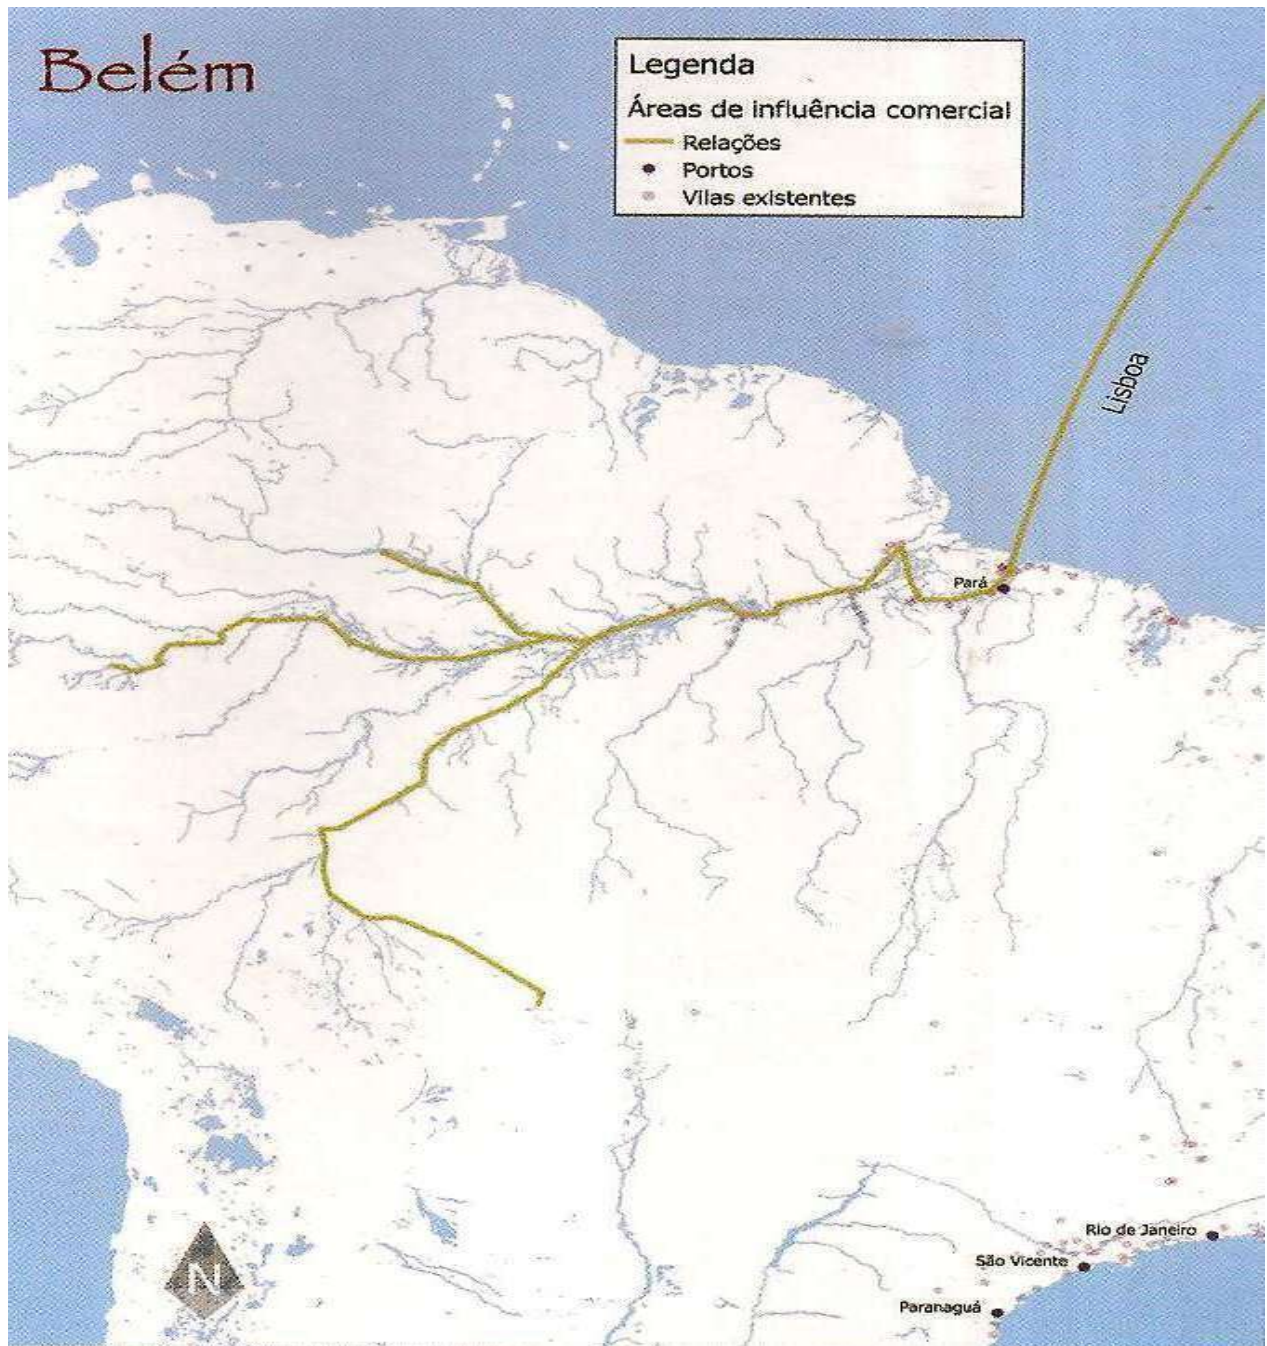 Belém
Legenda
Áreas de influência comercial
Relações
Portos
Vilas existentes
Lisboa
Pará
Rio de Janeiro
São Vicente
Paranaguá
N